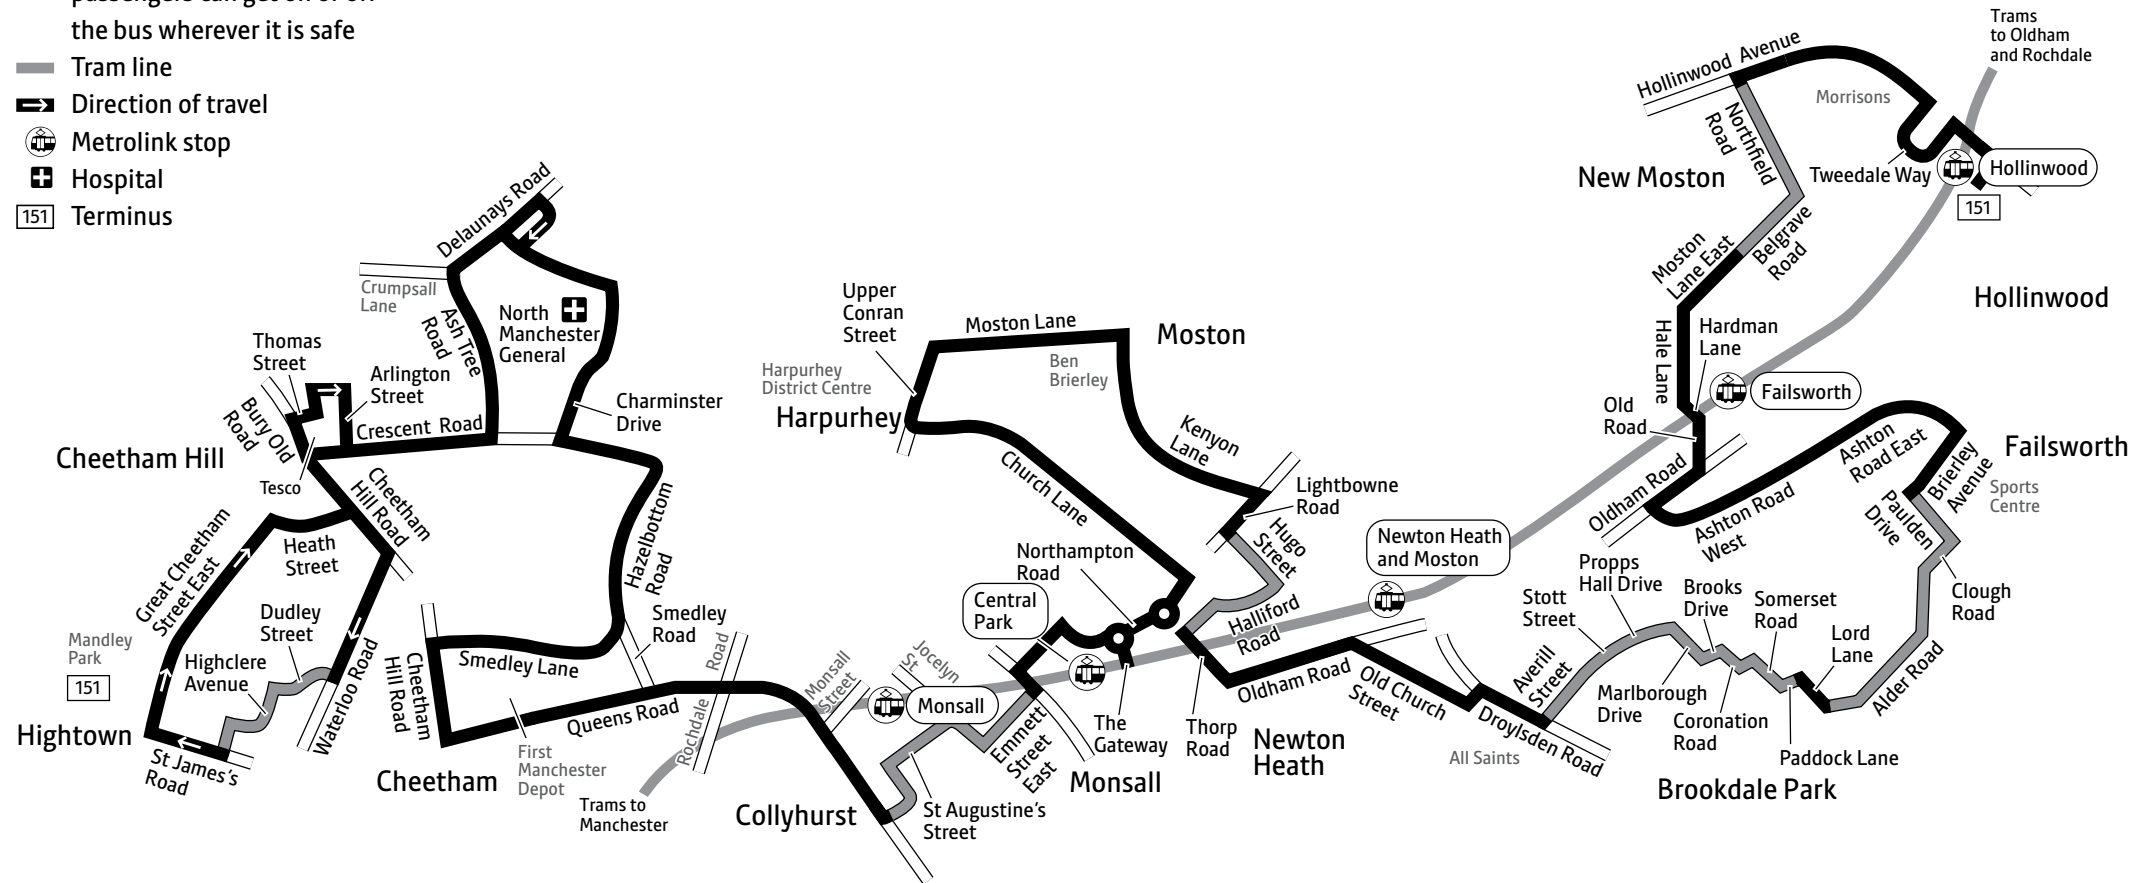 the bus wherever it is safe
Tram line
Direction of travel
Metrolink stop
Hospital
151 Terminus
Delaunays Road
Crumpsall
Lane
Ash Tree
Road
North
Manchester
General
Thomas
Street
Arlington
Street
Bury Old
Road
Crescent Road
Charminster
Drive
Cheetham Hill
Tesco
Cheetham
Hill Road
Great Cheetham
Street East
Heath
Street
Hazelbottom
Road
Dudley
Street
Mandley
Park
151
Highclere
Avenue
Waterloo Road
Hightown
St James's
Road
Smedley
Road
Smedley Lane
Cheetham
Hill Road
Queens Road
Cheetham
First
Manchester
Depot
Rochdale Road
Trams to
Manchester
Monsall
Street
Jocelyn
St
Monsall
Collyhurst
St Augustine's
Street
Emmett
Street
East
Monsall
Central
Park
Northampton
Road
The
Gateway
Upper
Conran
Street
Moston Lane
Moston
Ben
Brierley
Harpurhey
District Centre
Harpurhey
Church Lane
Kenyon
Lane
Lightbowne
Road
Hugo
Street
Halliford
Road
Thorp
Road
Newton
Heath
Newton Heath
and Moston
Oldham Road
Old Church
Street
Droylsden Road
All Saints
Averill
Street
Stott
Street
Propps
Hall Drive
Brooks
Drive
Somerset
Road
Lord
Lane
Marlborough
Drive
Coronation
Road
Paddock Lane
Brookdale Park
Alder Road
Clough
Road
Paulden
Drive
Brierley
Avenue
Sports
Centre
Failsworth
Ashton
Road East
Ashton Road
West
Oldham Road
Old
Road
Hardman
Lane
Failsworth
Hale Lane
Moston
Lane East
Belgrave
Road
New Moston
Northfield
Road
Hollinwood Avenue
Morrisons
Tweedale Way
Hollinwood
151
Hollinwood
Trams
to Oldham
and Rochdale